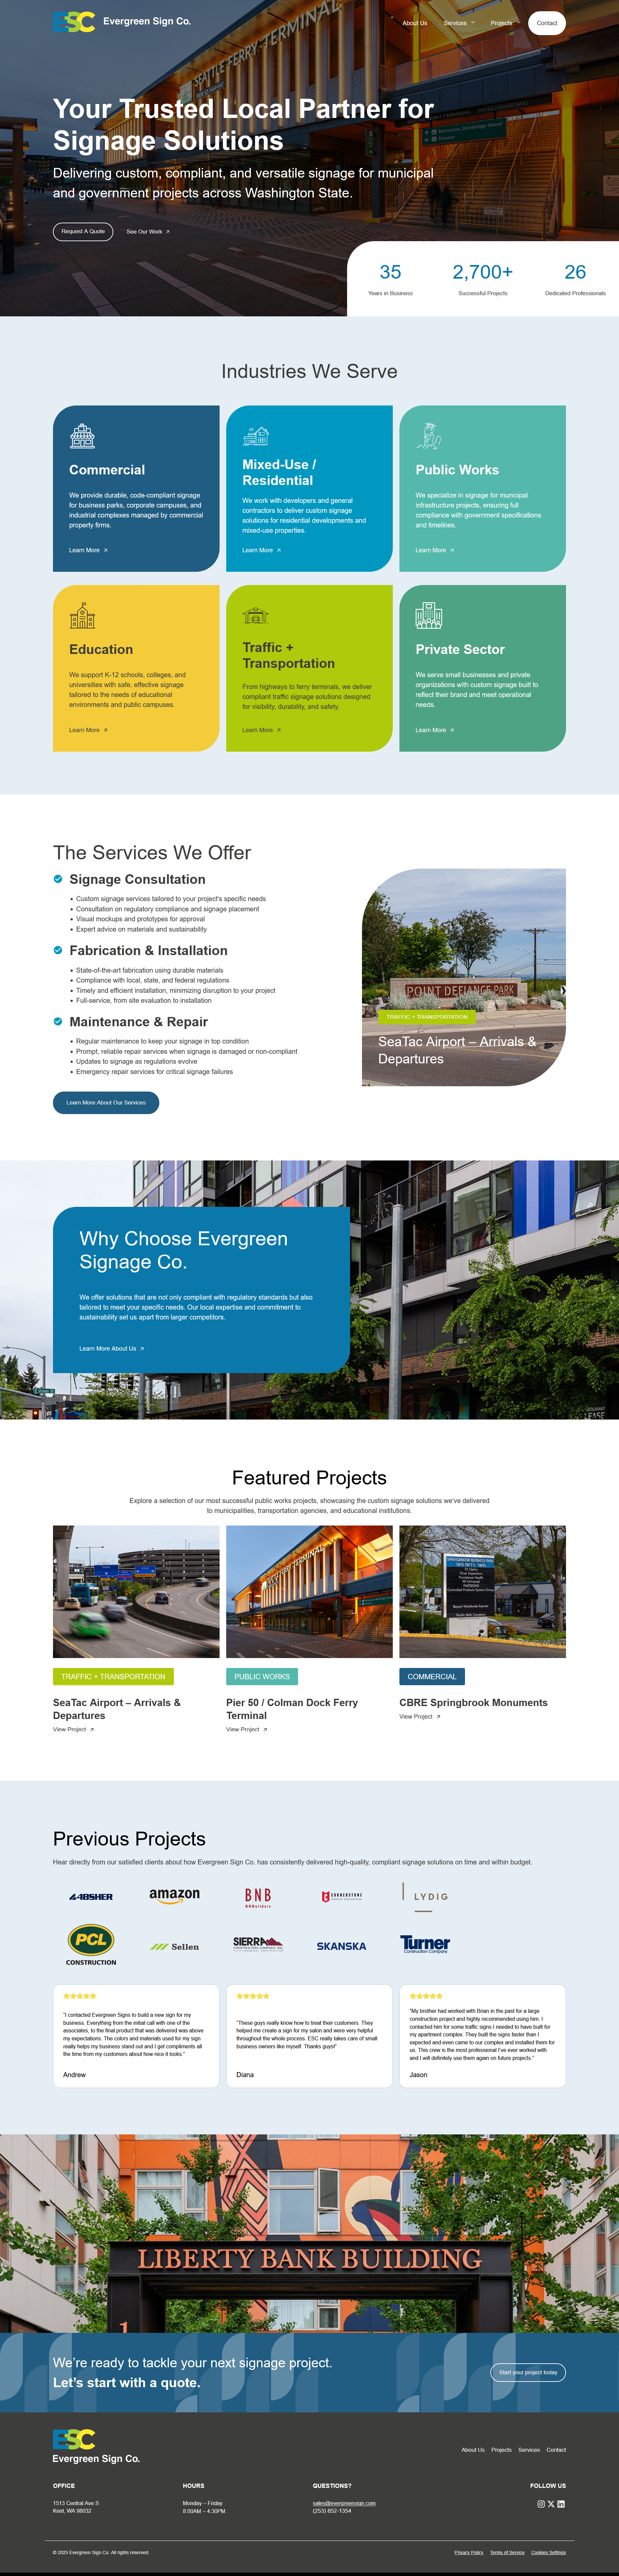 ESC Evergreen Sign Co.
About Us
Services
Projects
Contact
SEATTLE FERRY TERMINAL
Your Trusted Local Partner for
Signage Solutions
Delivering custom, compliant, and versatile signage for municipal
and government projects across Washington State.
Request A Quote
See Our Work
35
Years in Business
2,700+
Successful Projects
26
Dedicated Professionals
Industries We Serve
Commercial
We provide durable, code-compliant signage
for business parks, corporate campuses, and
industrial complexes managed by commercial
property firms.
Learn More
Mixed-Use /
Residential
We work with developers and general
contractors to deliver custom signage
solutions for residential developments and
mixed-use properties.
Learn More
Public Works
We specialize in signage for municipal
infrastructure projects, ensuring full
compliance with government specifications
and timelines.
Learn More
Education
We support K-12 schools, colleges, and
universities with safe, effective signage
tailored to the needs of educational
environments and public campuses.
Learn More
Traffic +
Transportation
From highways to ferry terminals, we deliver
compliant traffic signage solutions designed
for visibility, durability, and safety.
Learn More
Private Sector
We serve small businesses and private
organizations with custom signage built to
reflect their brand and meet operational
needs.
Learn More
The Services We Offer
Signage Consultation
• Custom signage services tailored to your project's specific needs
• Consultation on regulatory compliance and signage placement
• Visual mockups and prototypes for approval
• Expert advice on materials and sustainability
Fabrication & Installation
• State-of-the-art fabrication using durable materials
• Compliance with local, state, and federal regulations
• Timely and efficient installation, minimizing disruption to your project
• Full-service, from site evaluation to installation
Maintenance & Repair
• Regular maintenance to keep your signage in top condition
• Prompt, reliable repair services when signage is damaged or non-compliant
• Updates to signage as regulations evolve
• Emergency repair services for critical signage failures
Learn More About Our Services
POINT DEFIANCE PARK
TRAFFIC + TRANSPORTATION
SeaTac Airport – Arrivals &
Departures
Why Choose Evergreen
Signage Co.
We offer solutions that are not only compliant with regulatory standards but also
tailored to meet your specific needs. Our local expertise and commitment to
sustainability set us apart from larger competitors.
Learn More About Us
Featured Projects
Explore a selection of our most successful public works projects, showcasing the custom signage solutions we've delivered
to municipalities, transportation agencies, and educational institutions.
TRAFFIC + TRANSPORTATION
SeaTac Airport – Arrivals &
Departures
View Project
PUBLIC WORKS
Pier 50 / Colman Dock Ferry
Terminal
View Project
SPRINGBROOK BUSINESS PARK
COMMERCIAL
CBRE Springbrook Monuments
View Project
Previous Projects
Hear directly from our satisfied clients about how Evergreen Sign Co. has consistently delivered high-quality, compliant signage solutions on time and within budget.
ABSHER
amazon
BNB
BNBuilders
CORNERSTONE
LYDIG
PCL
CONSTRUCTION
Sellen
SIERRA
CONSTRUCTION COMPANY, INC
SKANSKA
Turner
Construction Company
"I contacted Evergreen Signs to build a new sign for my
business. Everything from the initial call with one of the
associates, to the final product that was delivered was above
my expectations. The colors and materials used for my sign
really helps my business stand out and I get compliments all
the time from my customers about how nice it looks."
Andrew
"These guys really know how to treat their customers. They
helped me create a sign for my salon and were very helpful
throughout the whole process. ESC really takes care of small
business owners like myself. Thanks guys!"
Diana
"My brother had worked with Brian in the past for a large
construction project and highly recommended using him. I
contacted him for some traffic signs I needed to have built for
my apartment complex. They built the signs faster than I
expected and even came to our complex and installed them for
us. This crew is the most professional I've ever worked with
and I will definitely use them again on future projects."
Jason
LIBERTY BANK BUILDING
We're ready to tackle your next signage project.
Let's start with a quote.
Start your project today
ESC
Evergreen Sign Co.
About Us
Projects
Services
Contact
OFFICE
1513 Central Ave S
Kent, WA 98032
HOURS
Monday – Friday
8:00AM – 4:30PM
QUESTIONS?
sales@evergreensign.com
(253) 852-1354
FOLLOW US
© 2025 Evergreen Sign Co. All rights reserved.
Privacy Policy
Terms of Service
Cookies Settings